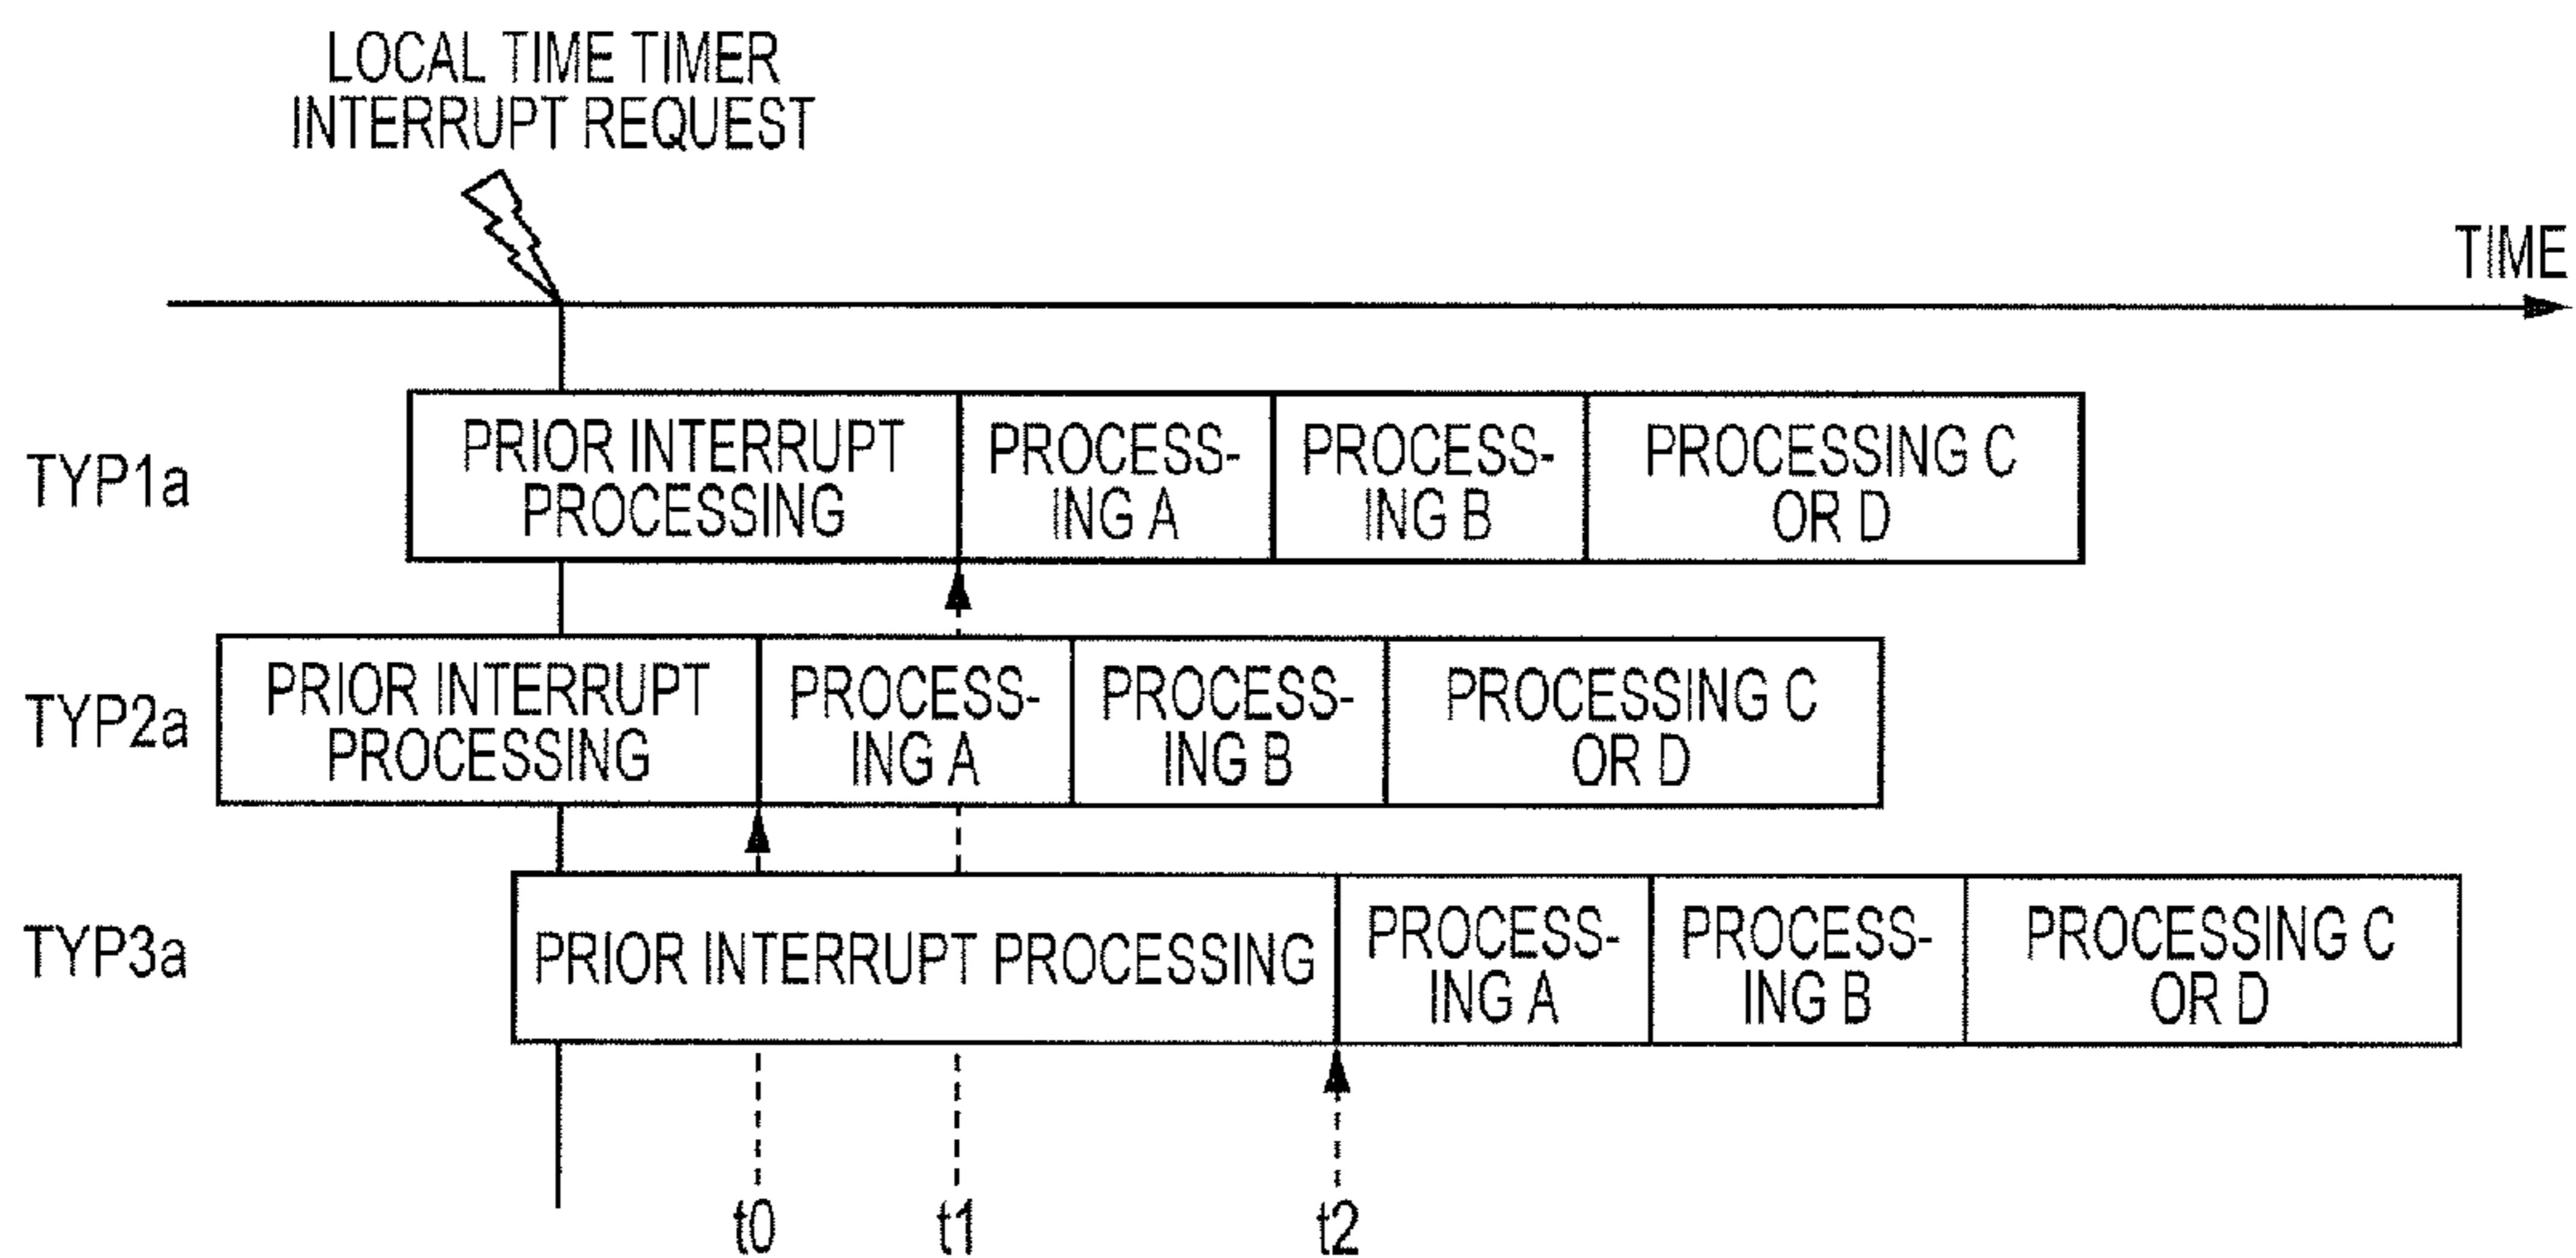 LOCAL TIME TIMER
INTERRUPT REQUEST
TIME
TYP1a
PRIOR INTERRUPT
PROCESSING
PROCESS-
ING A
PROCESS-
ING B
PROCESSING C
OR D
TYP2a
PRIOR INTERRUPT
PROCESSING
PROCESS-
ING A
PROCESS-
ING B
PROCESSING C
OR D
TYP3a
PRIOR INTERRUPT PROCESSING
PROCESS-
ING A
PROCESS-
ING B
PROCESSING C
OR D
t0
t1
t2